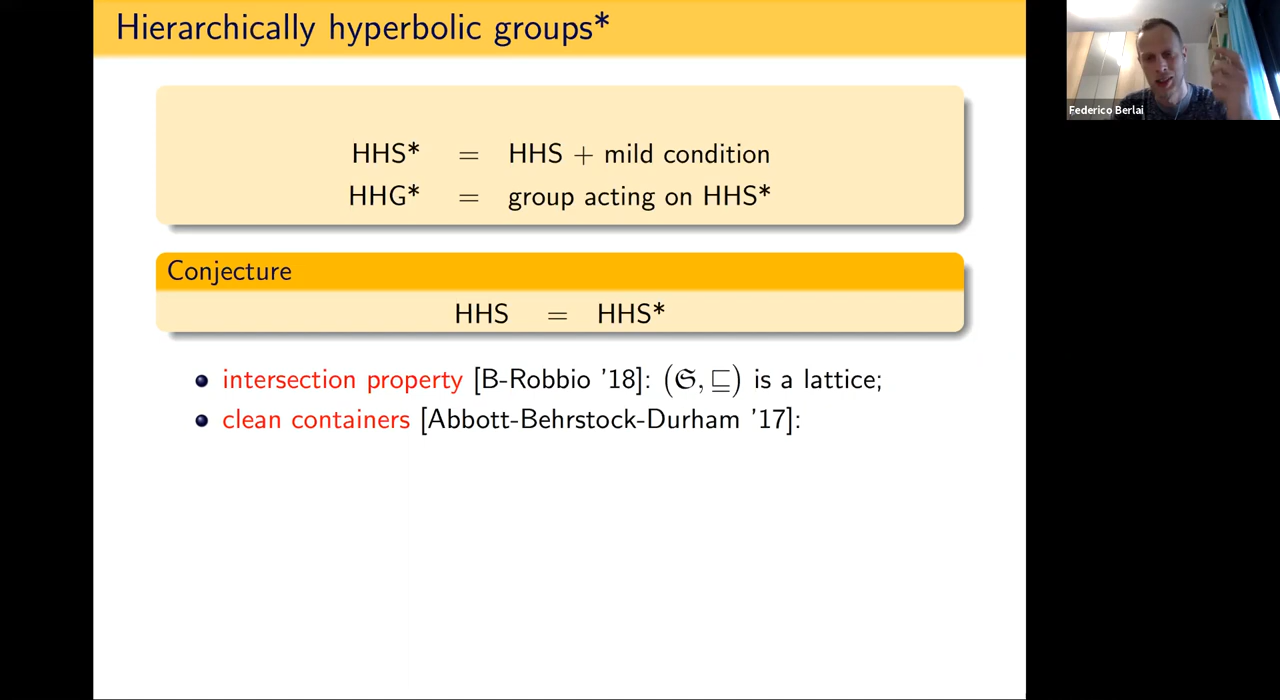 Hierarchically hyperbolic groups*
HHS* = HHS + mild condition
HHG* = group acting on HHS*
Conjecture
HHS = HHS*
intersection property [B-Robbio '18]: (𝔖, ⊑) is a lattice;
clean containers [Abbott-Behrstock-Durham '17]:
Federico Berlai